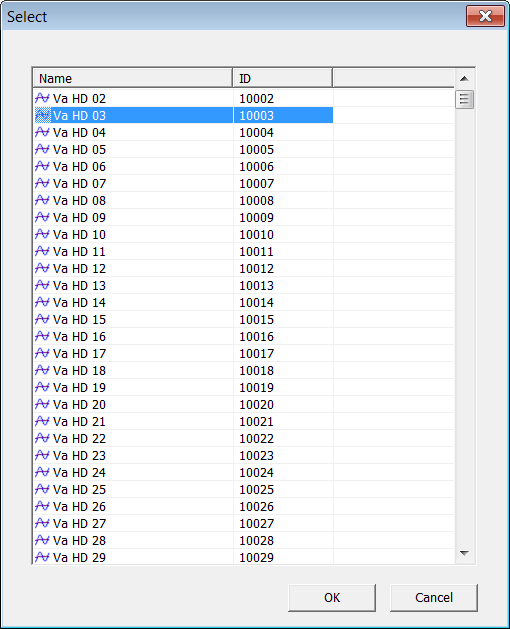 Select
Name ID
Va HD 02 10002
Va HD 03 10003
Va HD 04 10004
Va HD 05 10005
Va HD 06 10006
Va HD 07 10007
Va HD 08 10008
Va HD 09 10009
Va HD 10 10010
Va HD 11 10011
Va HD 12 10012
Va HD 13 10013
Va HD 14 10014
Va HD 15 10015
Va HD 16 10016
Va HD 17 10017
Va HD 18 10018
Va HD 19 10019
Va HD 20 10020
Va HD 21 10021
Va HD 22 10022
Va HD 23 10023
Va HD 24 10024
Va HD 25 10025
Va HD 26 10026
Va HD 27 10027
Va HD 28 10028
Va HD 29 10029
OK Cancel